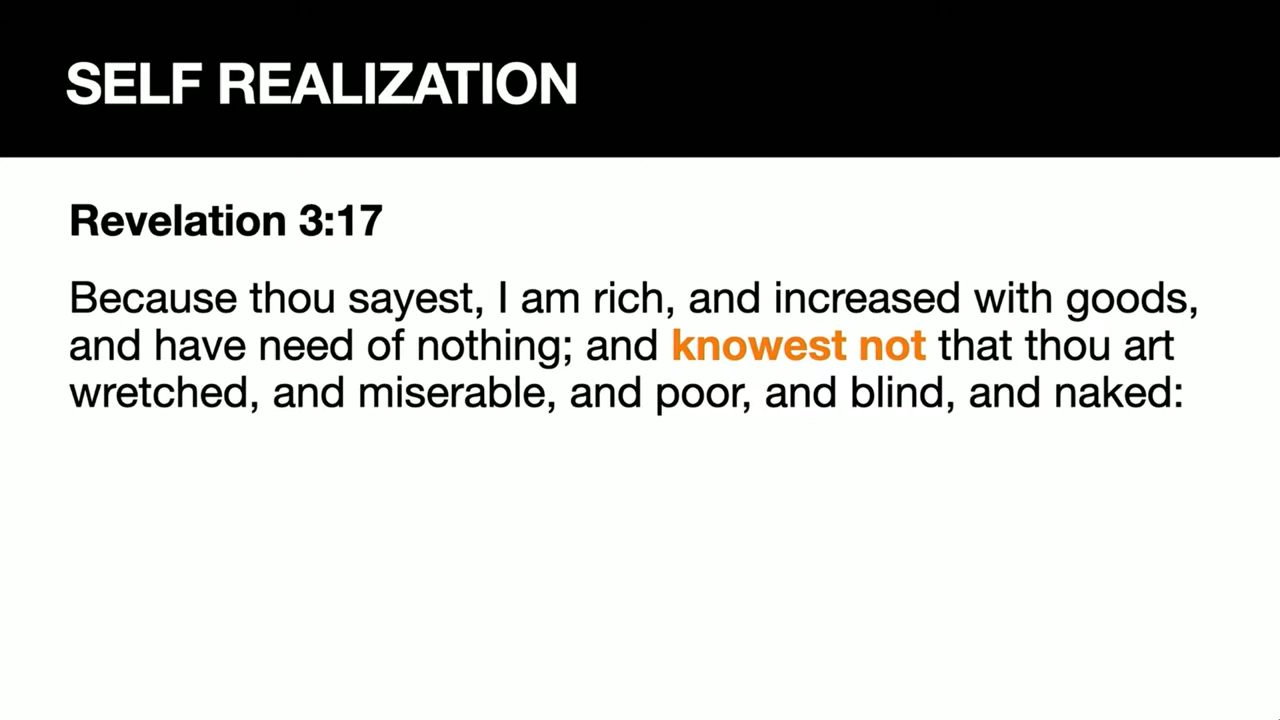 SELF REALIZATION
Revelation 3:17
Because thou sayest, I am rich, and increased with goods,
and have need of nothing; and knowest not that thou art
wretched, and miserable, and poor, and blind, and naked: